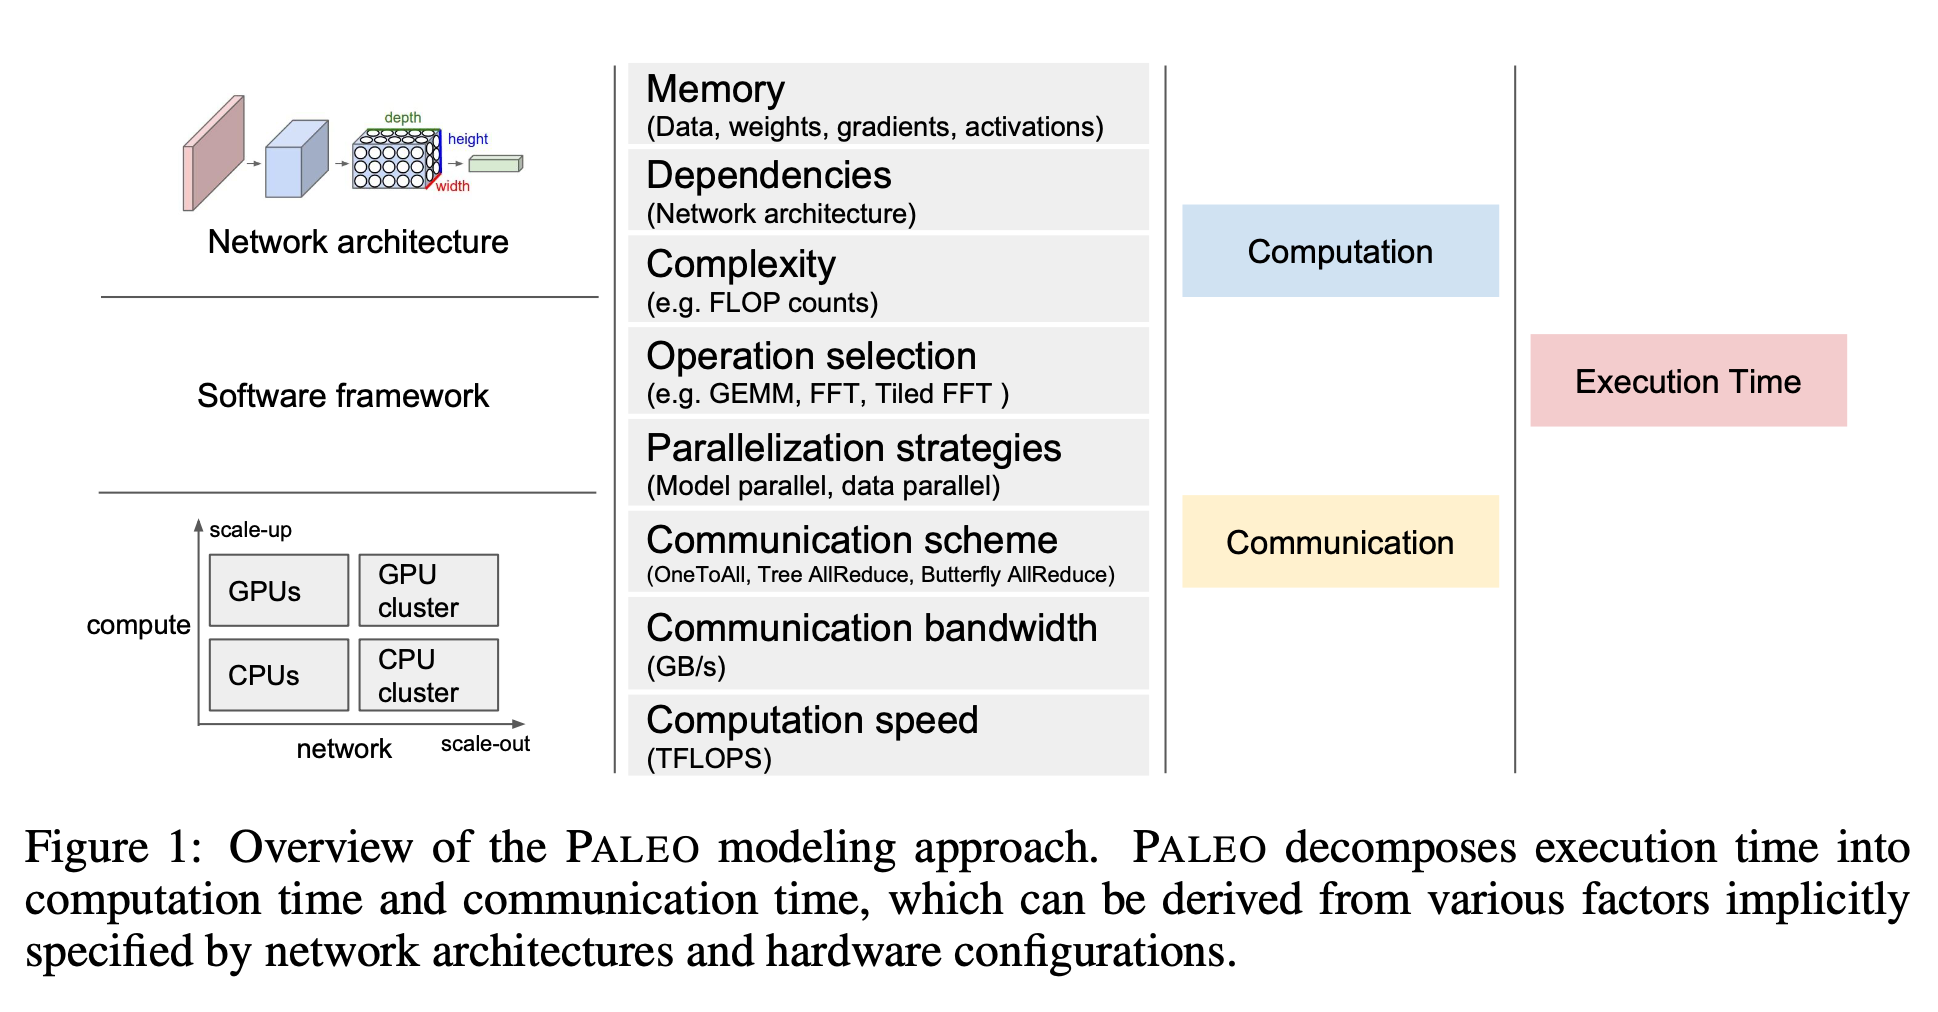 depth
height
width
Network architecture
Software framework
scale-up
GPUs
GPU
cluster
compute
CPUs
CPU
cluster
network
scale-out
Memory
(Data, weights, gradients, activations)
Dependencies
(Network architecture)
Complexity
(e.g. FLOP counts)
Operation selection
(e.g. GEMM, FFT, Tiled FFT )
Parallelization strategies
(Model parallel, data parallel)
Communication scheme
(OneToAll, Tree AllReduce, Butterfly AllReduce)
Communication bandwidth
(GB/s)
Computation speed
(TFLOPS)
Computation
Communication
Execution Time
Figure 1: Overview of the PALEO modeling approach. PALEO decomposes execution time into
computation time and communication time, which can be derived from various factors implicitly
specified by network architectures and hardware configurations.